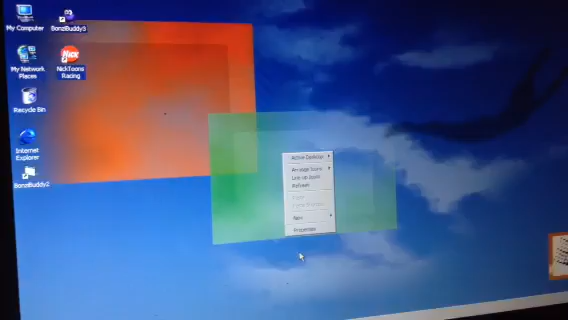 My Computer
BonziBuddy3
My Network
Places
NICK
NickToons
Racing
Recycle Bin
Internet
Explorer
BonziBuddy2
Active Desktop
Arrange Icons
Line Up Icons
Refresh
New
Properties